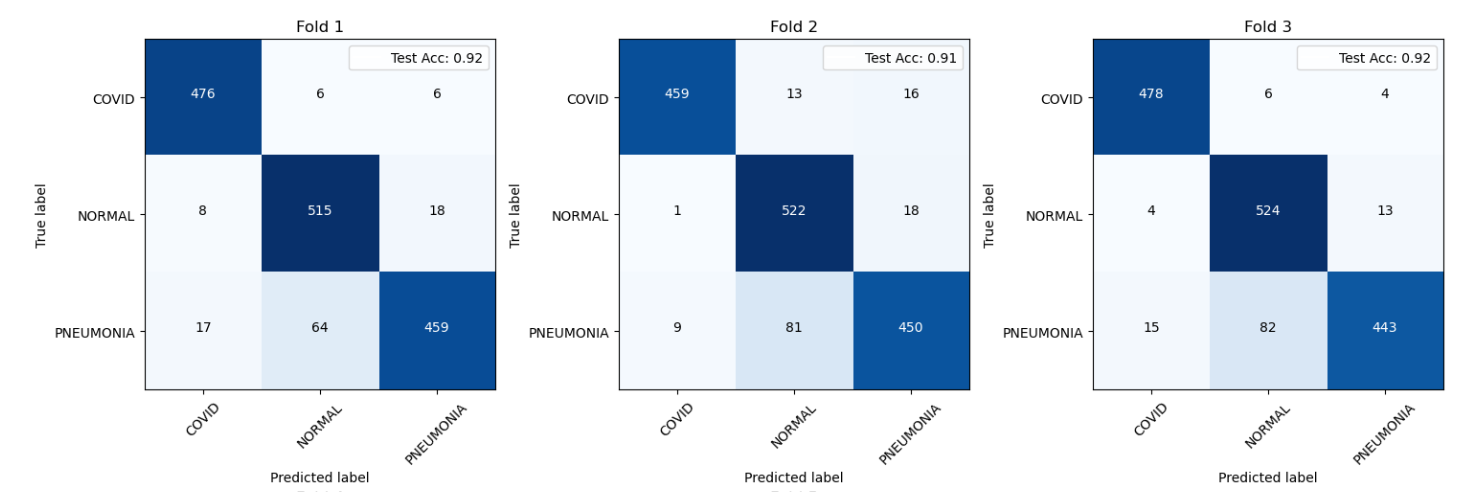 Fold 1
Test Acc: 0.92
COVID 476 6 6
NORMAL 8 515 18
PNEUMONIA 17 64 459
True label
COVID NORMAL PNEUMONIA
Predicted label
Fold 2
Test Acc: 0.91
COVID 459 13 16
NORMAL 1 522 18
PNEUMONIA 9 81 450
True label
COVID NORMAL PNEUMONIA
Predicted label
Fold 3
Test Acc: 0.92
COVID 478 6 4
NORMAL 4 524 13
PNEUMONIA 15 82 443
True label
COVID NORMAL PNEUMONIA
Predicted label